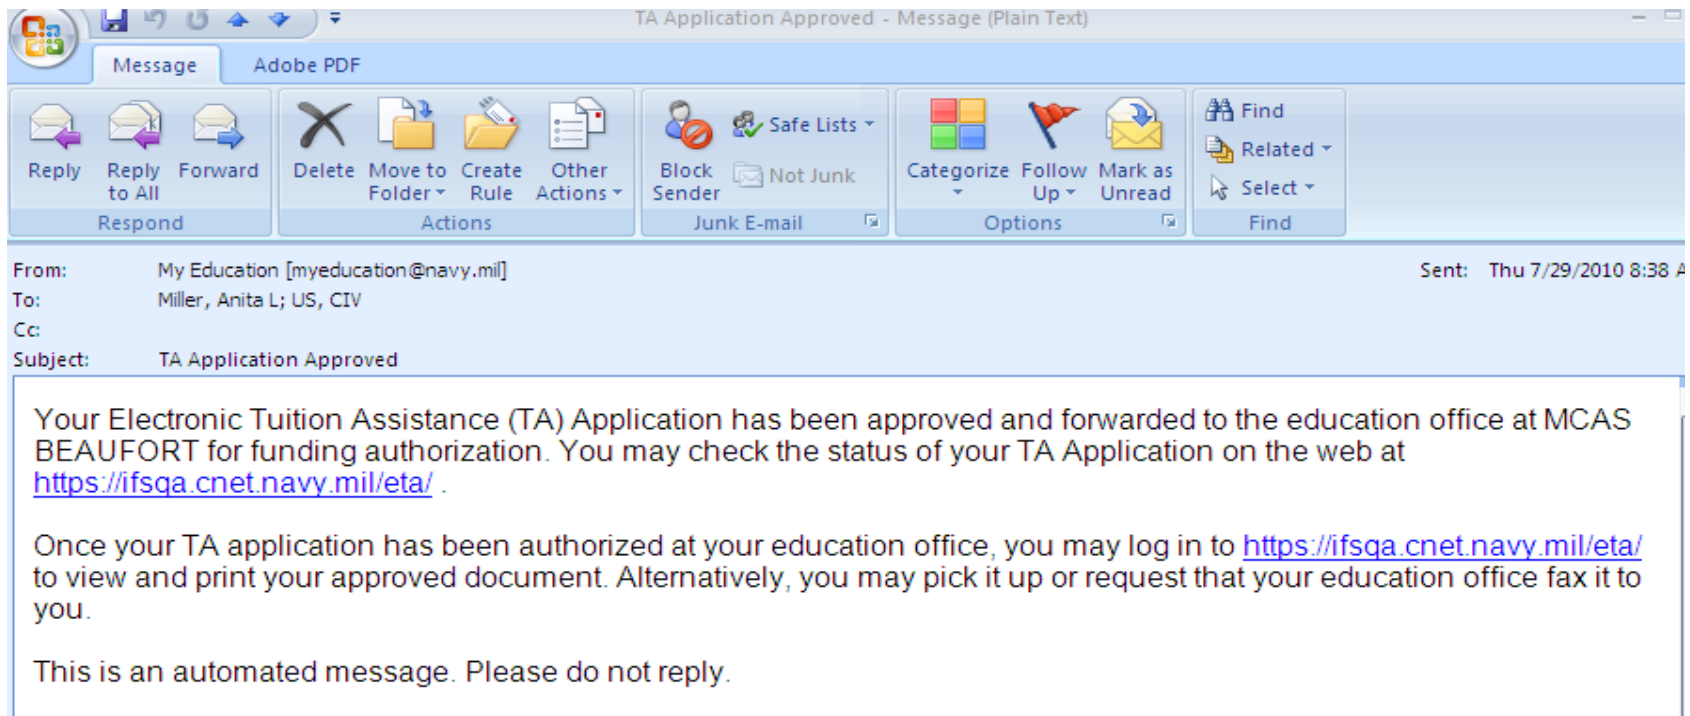 TA Application Approved - Message (Plain Text)
Message Adobe PDF
Reply Reply to All Forward
Respond
Delete Move to Folder Create Rule Other Actions
Actions
Block Sender Safe Lists Not Junk
Junk E-mail
Categorize Follow Up Mark as Unread
Options
Find
Related
Select
Find
From: My Education [myeducation@navy.mil] Sent: Thu 7/29/2010 8:38 A
To: Miller, Anita L; US, CIV
Cc:
Subject: TA Application Approved
Your Electronic Tuition Assistance (TA) Application has been approved and forwarded to the education office at MCAS
BEAUFORT for funding authorization. You may check the status of your TA Application on the web at
https://ifsqa.cnet.navy.mil/eta/ .
Once your TA application has been authorized at your education office, you may log in to https://ifsqa.cnet.navy.mil/eta/
to view and print your approved document. Alternatively, you may pick it up or request that your education office fax it to
you.
This is an automated message. Please do not reply.